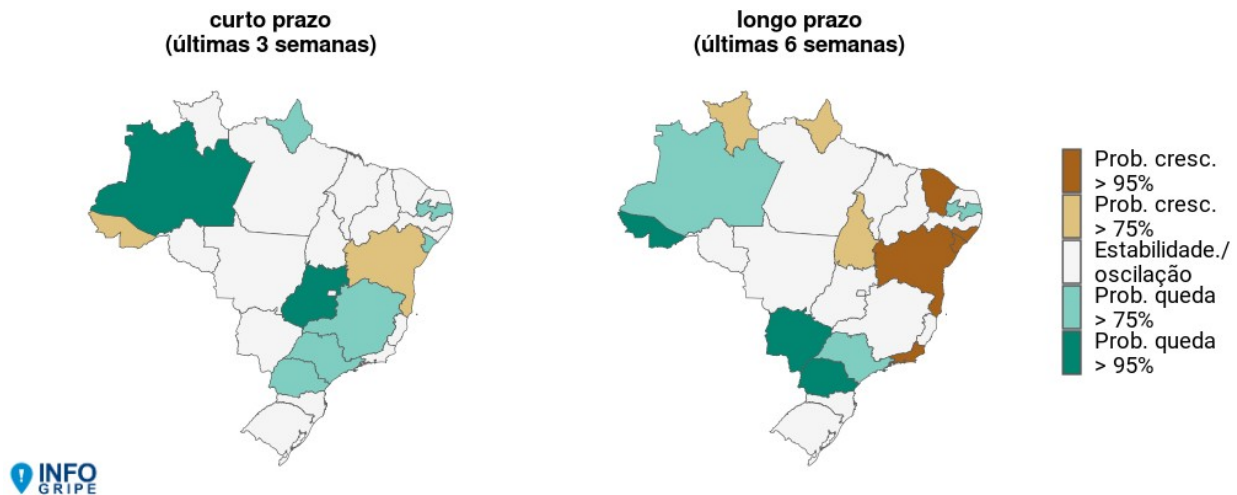 curto prazo
(últimas 3 semanas)
longo prazo
(últimas 6 semanas)
Prob. cresc.
> 95%
Prob. cresc.
> 75%
Estabilidade./
oscilação
Prob. queda
> 75%
Prob. queda
> 95%
INFO
GRIPE